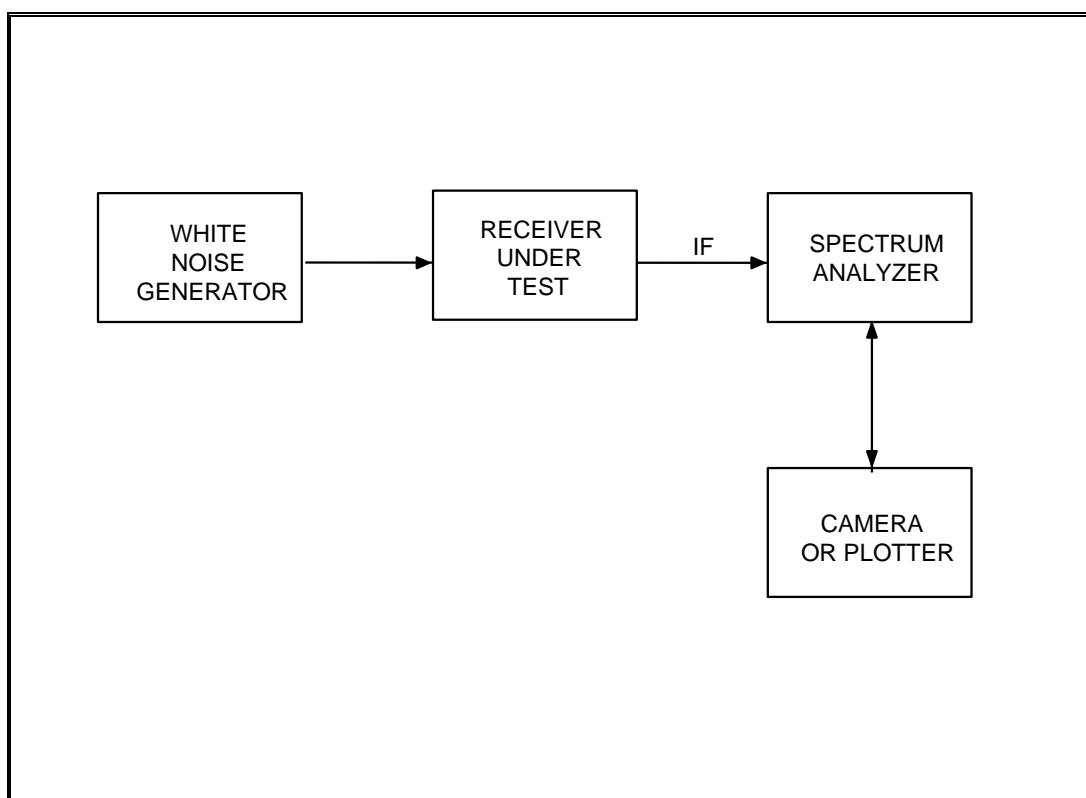 WHITE
NOISE
GENERATOR
RECEIVER
UNDER
TEST
IF
SPECTRUM
ANALYZER
CAMERA
OR PLOTTER